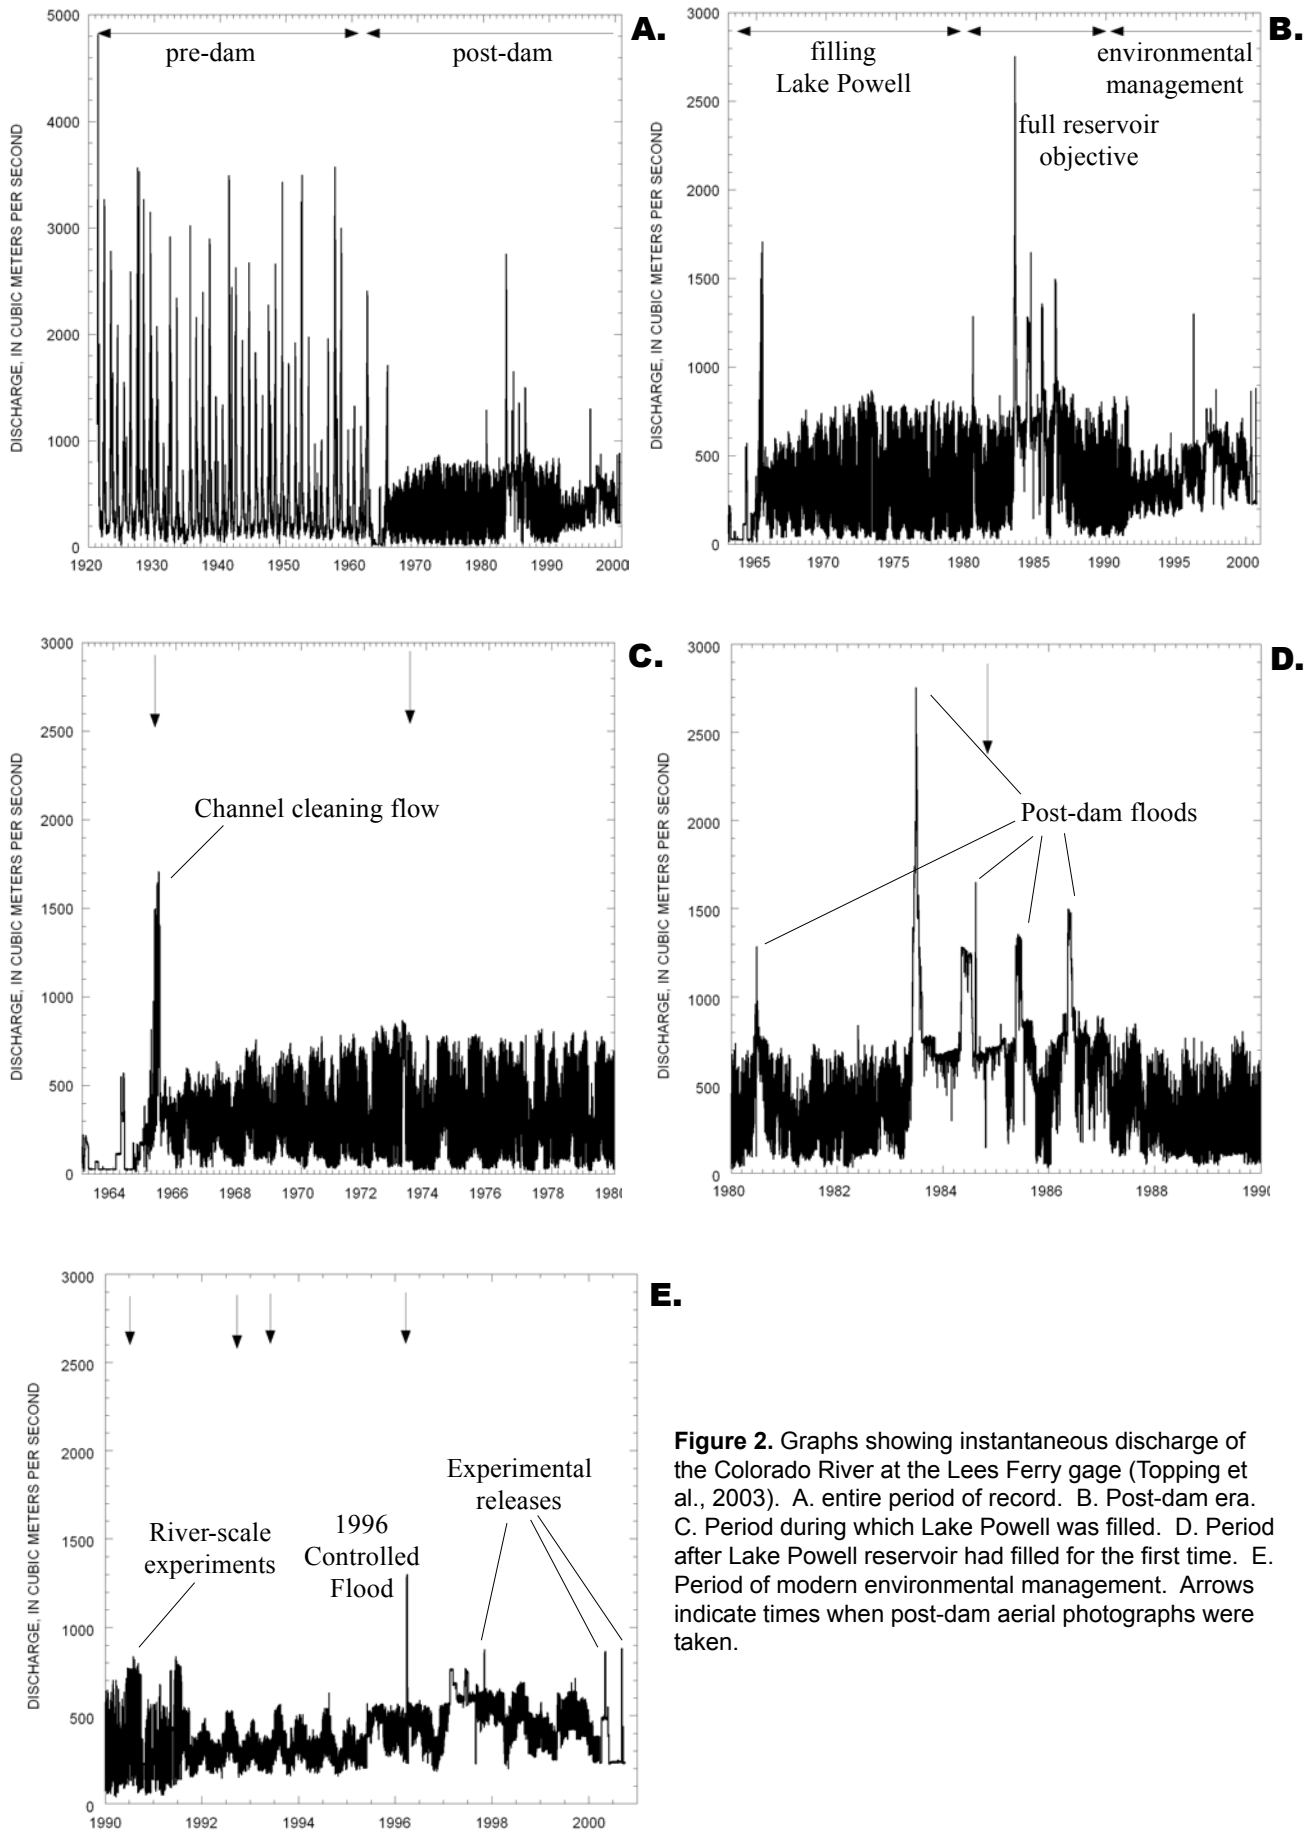 A.
5000
4000
3000
2000
1000
0
DISCHARGE, IN CUBIC METERS PER SECOND
pre-dam
post-dam
1920 1930 1940 1950 1960 1970 1980 1990 2000
B.
3000
2500
2000
1500
1000
500
0
DISCHARGE, IN CUBIC METERS PER SECOND
filling
Lake Powell
environmental
management
full reservoir
objective
1965 1970 1975 1980 1985 1990 1995 2000
C.
3000
2500
2000
1500
1000
500
0
DISCHARGE, IN CUBIC METERS PER SECOND
Channel cleaning flow
1964 1966 1968 1970 1972 1974 1976 1978 1980
D.
3000
2500
2000
1500
1000
500
0
DISCHARGE, IN CUBIC METERS PER SECOND
Post-dam floods
1980 1982 1984 1986 1988 1990
E.
3000
2500
2000
1500
1000
500
0
DISCHARGE, IN CUBIC METERS PER SECOND
River-scale
experiments
1996
Controlled
Flood
Experimental
releases
1990 1992 1994 1996 1998 2000
Figure 2. Graphs showing instantaneous discharge of
the Colorado River at the Lees Ferry gage (Topping et
al., 2003). A. entire period of record. B. Post-dam era.
C. Period during which Lake Powell was filled. D. Period
after Lake Powell reservoir had filled for the first time. E.
Period of modern environmental management. Arrows
indicate times when post-dam aerial photographs were
taken.